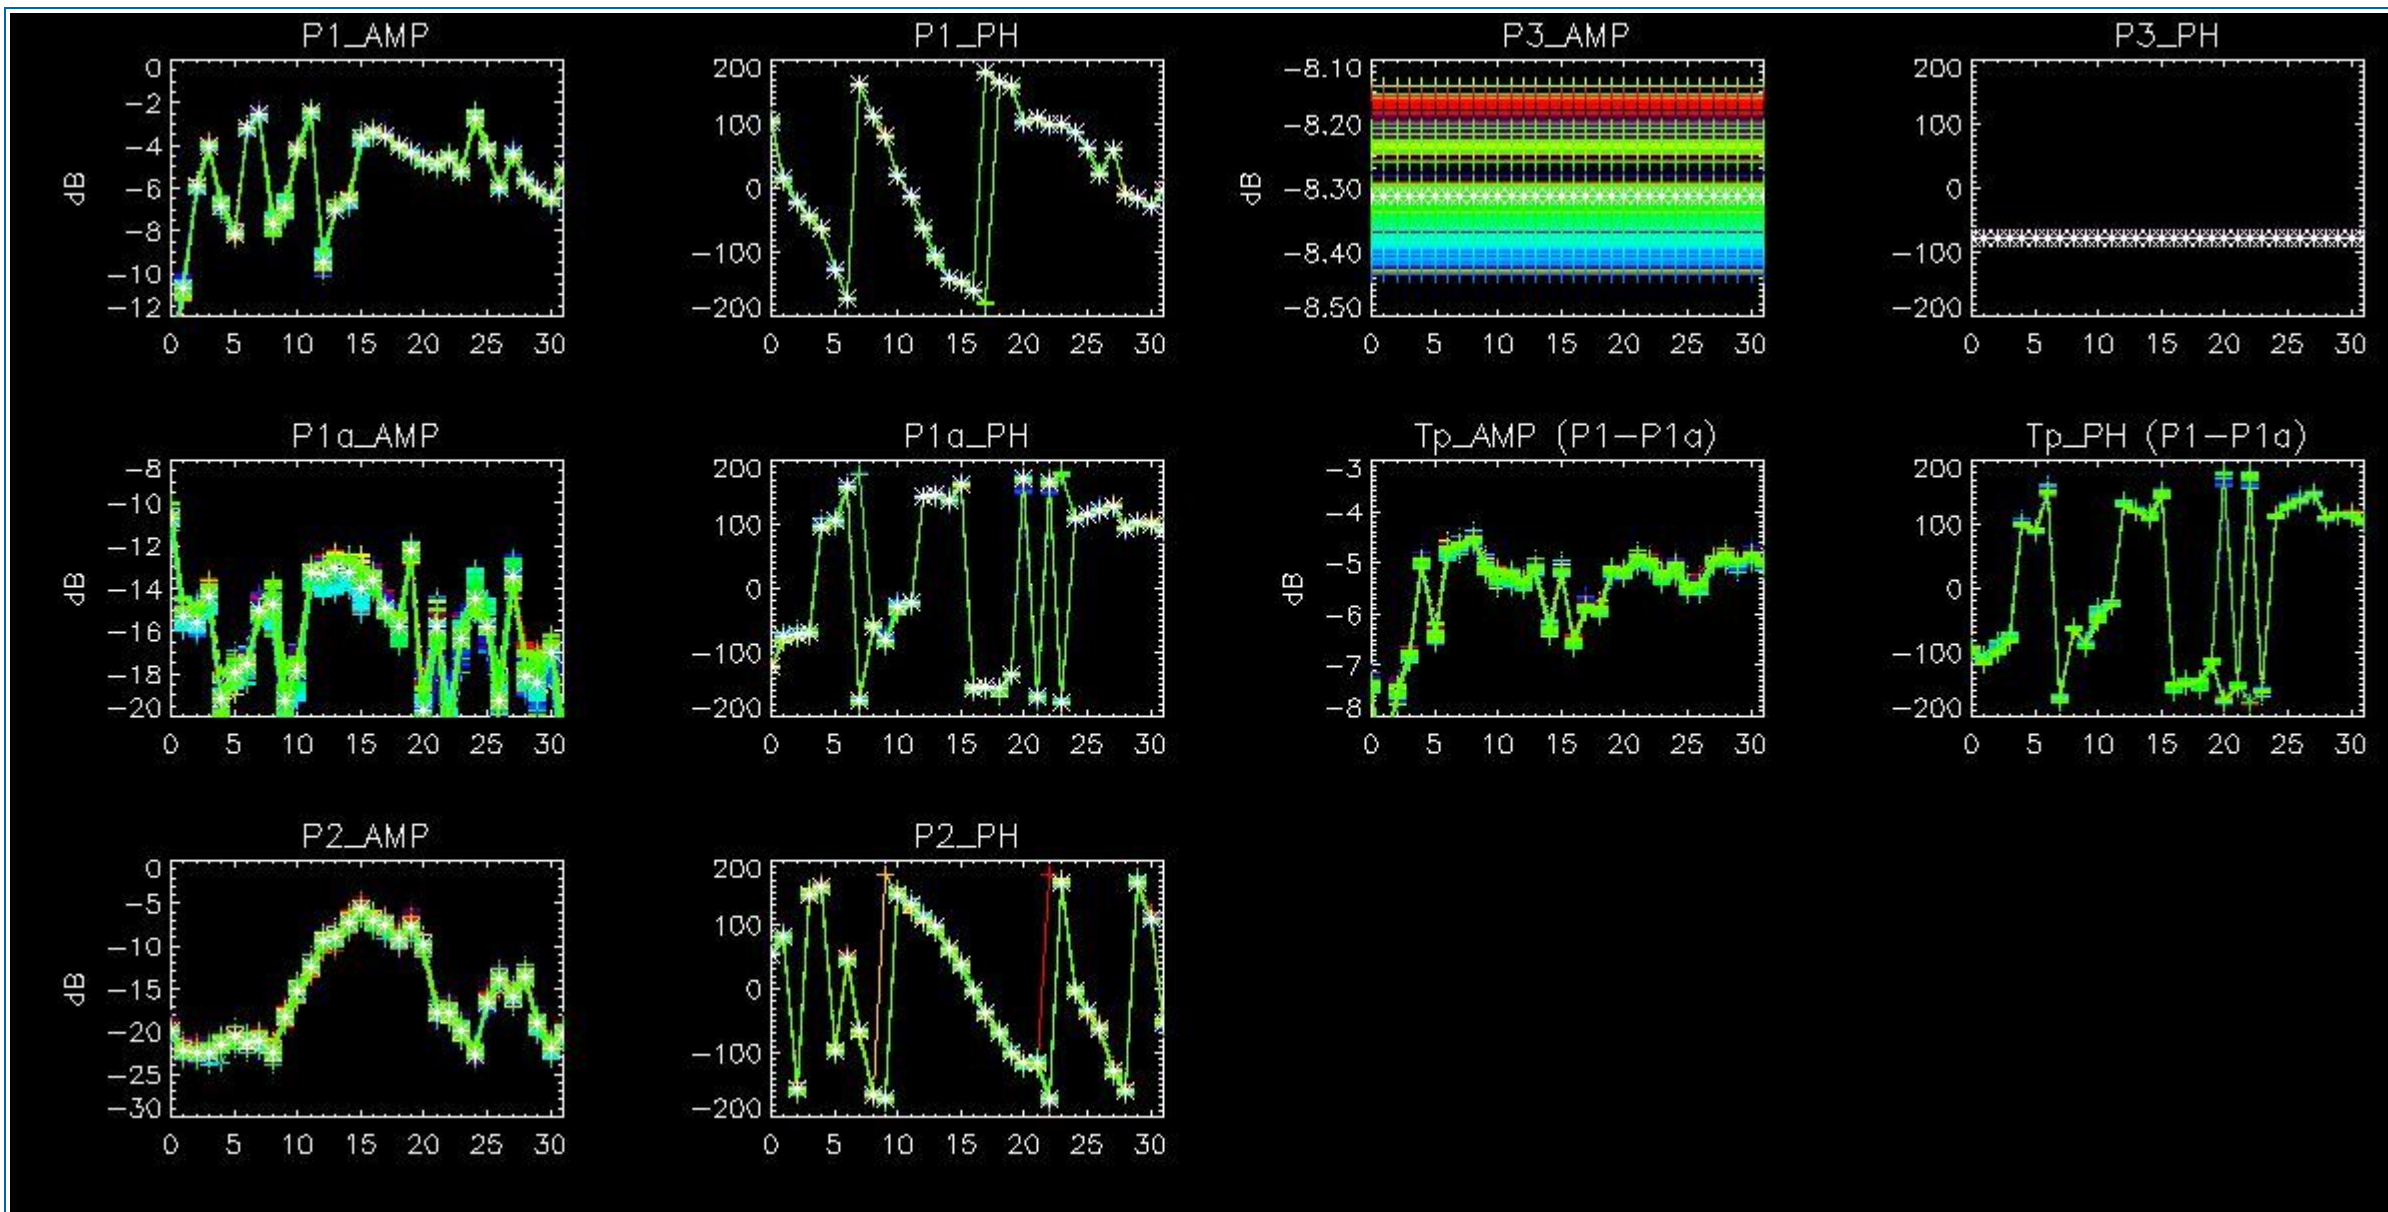 P1_AMP P1_PH P3_AMP P3_PH
0 200 -8.10 200
-2 100 -8.20 100
-4 0 -8.30 0
-6 -100 -8.40 -100
-8 -200 -8.50 -200
-10
-12
dB dB
0 5 10 15 20 25 30 0 5 10 15 20 25 30 0 5 10 15 20 25 30 0 5 10 15 20 25 30
P1a_AMP P1a_PH Tp_AMP (P1-P1a) Tp_PH (P1-P1a)
-8 200 -3 200
-10 100 -4 100
-12 0 -5 0
-14 -100 -6 -100
-16 -200 -7 -200
-18 -8
-20
dB dB
0 5 10 15 20 25 30 0 5 10 15 20 25 30 0 5 10 15 20 25 30 0 5 10 15 20 25 30
P2_AMP P2_PH
0 200
-5 100
-10 0
-15 -100
-20 -200
-25
-30
dB
0 5 10 15 20 25 30 0 5 10 15 20 25 30